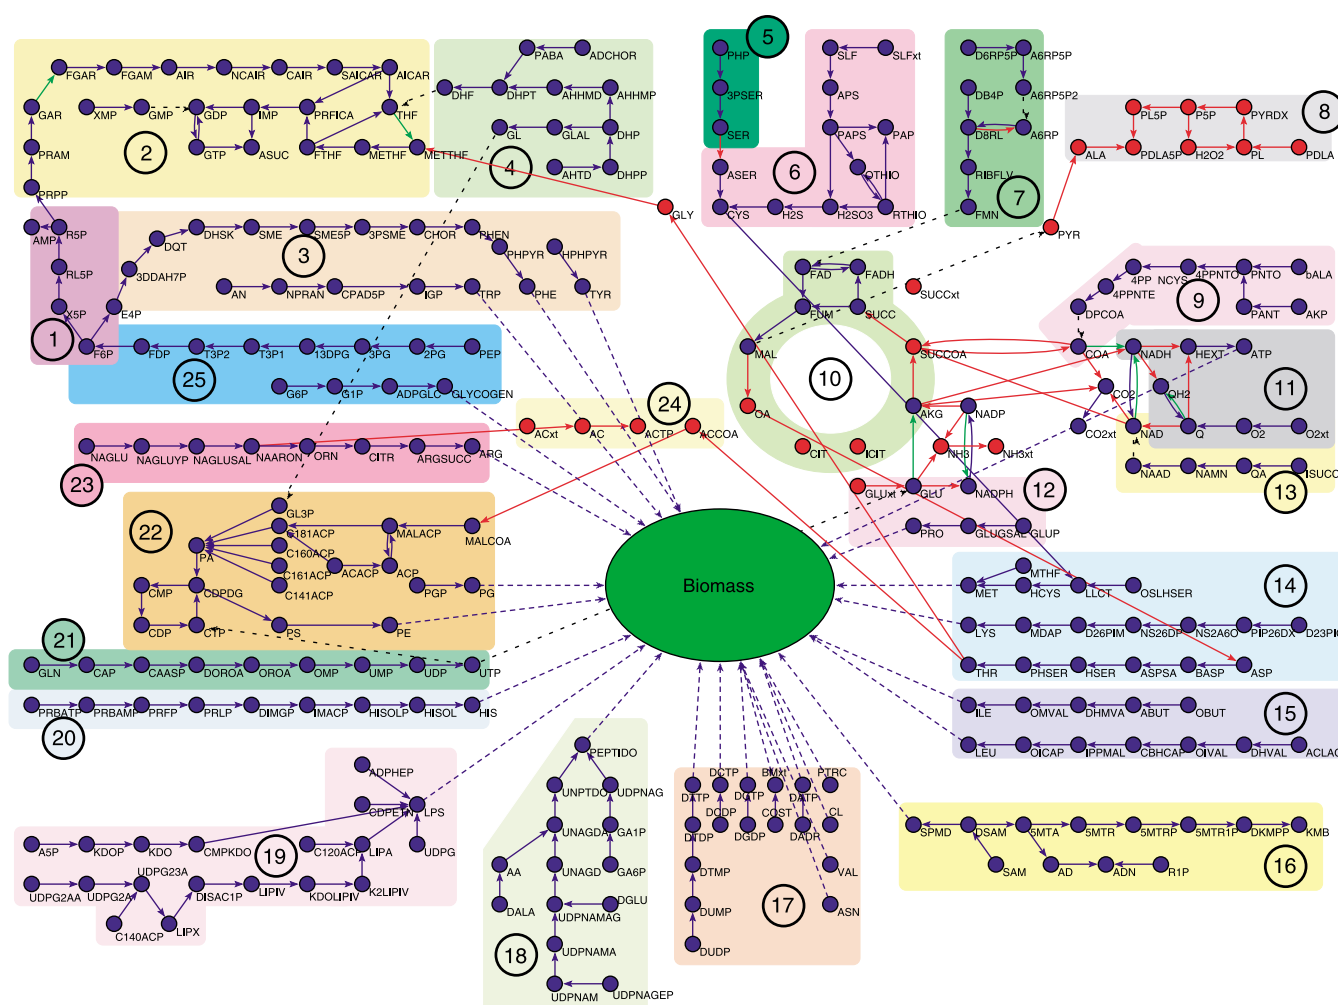 5
PHP
3PSER
SER
SLF
SLFxt
APS
PAPS
PAP
OTHIO
ASER
CYS
H2S
H2SO3
RTHIO
6
D6RP5P
A6RP5P
DB4P
A6RP5P2
D8RL
A6RP
RIBFLV
FMN
7
8
PL5P
P5P
PYRDX
ALA
PDLA5P
H2O2
PL
PDLA
PYR
FGAR
FGAM
AIR
NCAIR
CAIR
SAICAR
AICAR
GAR
XMP
GMP
GDP
IMP
PRFICA
THF
PRAM
GTP
ASUC
FTHF
METHF
METTHF
PRPP
2
PABA
ADCHOR
DHF
DHPT
AHHMD
AHHMP
GL
GLAL
DHP
AHTD
DHPP
4
GLY
AMP
R5P
RL5P
X5P
F6P
1
DQT
DHSK
SME
SME5P
3PSME
CHOR
PHEN
3DDAH7P
E4P
PHPYR
HPHPYR
AN
NPRAN
CPAD5P
IGP
TRP
PHE
TYR
3
FDP
T3P2
T3P1
13DPG
3PG
2PG
PEP
G6P
G1P
ADPGLC
GLYCOGEN
25
FAD
FADH
FUM
SUCC
SUCCxt
MAL
SUCCOA
OA
AKG
CIT
ICIT
10
4PP
NCYS
4PPNTO
PNTO
bALA
4PPNTE
DPCOA
PANT
AKP
9
COA
NADH
HEXT
ATP
CO2
QH2
CO2xt
NAD
Q
O2
O2xt
11
NAAD
NAMN
QA
ISUCC
13
NADP
NH3
NH3xt
GLUxt
GLU
NADPH
PRO
GLUGSAL
GLUP
12
24
ACxt
AC
ACTP
ACCOA
NAGLU
NAGLUYP
NAGLUSAL
NAARON
ORN
CITR
ARGSUCC
ARG
23
22
GL3P
C181ACP
MALACP
MALCOA
PA
C160ACP
C161ACP
ACACP
ACP
C141ACP
CMP
CDPDG
PGP
PG
CDP
CTP
PS
PE
Biomass
MTHF
MET
HCYS
LLCT
OSLHSER
14
LYS
MDAP
D26PIM
NS26DP
NS2A6O
PIP26DX
D23PIC
THR
PHSER
HSER
ASPSA
BASP
ASP
21
GLN
CAP
CAASP
DOROA
OROA
OMP
UMP
UDP
UTP
PRBATP
PRBAMP
PRFP
PRLP
DIMGP
IMACP
HISOLP
HISOL
HIS
20
ILE
OMVAL
DHMVA
ABUT
OBUT
15
LEU
OICAP
IPPMAL
CBHCAP
OIVAL
DHVAL
ACLAC
ADPHEP
CDPETN
LPS
A5P
KDOP
KDO
CMPKDO
C120ACP
LIPA
UDPG
19
UDPG2AA
UDPG2A
UDPG23A
DISAC1P
LIPIV
KDOLIPIV
K2LIPIV
C140ACP
LIPX
PEPTIDO
UNPTDO
UDPNAG
UNAGDA
GA1P
AA
UNAGD
GA6P
DALA
UDPNAMAG
DGLU
UDPNAMA
UDPNAM
UDPNAGEP
18
DTTP
DCTP
DGTP
BMxt
DATP
PTRC
DTDP
DCDP
DGDP
COST
DADP
CL
DTMP
VAL
DUMP
ASN
DUDP
17
SPMD
DSAM
5MTA
5MTR
5MTRP
5MTR1P
DKMPP
KMB
SAM
AD
ADN
R1P
16